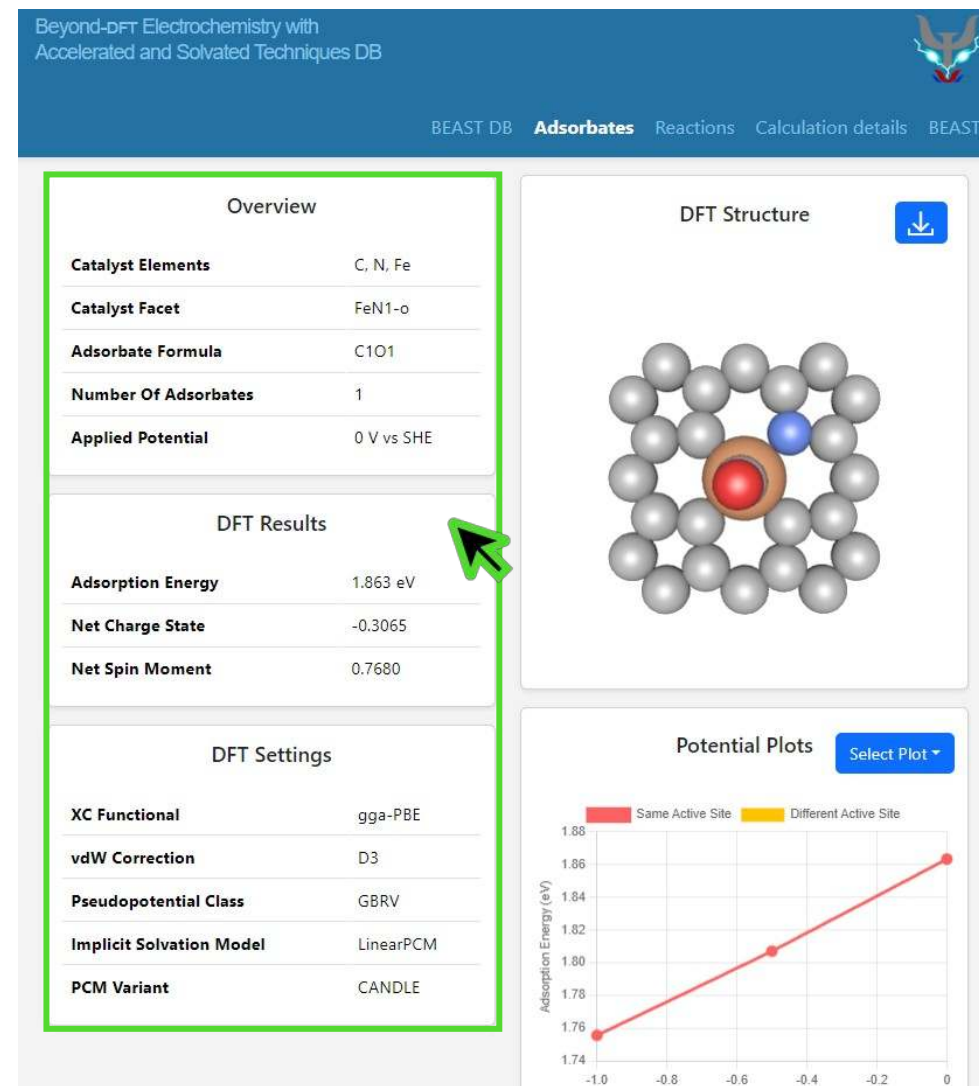 Beyond-DFT Electrochemistry with
Accelerated and Solvated Techniques DB
BEAST DB Adsorbates Reactions Calculation details BEAST
Overview
Catalyst Elements C, N, Fe
Catalyst Facet FeN1-o
Adsorbate Formula C1O1
Number Of Adsorbates 1
Applied Potential 0 V vs SHE
DFT Results
Adsorption Energy 1.863 eV
Net Charge State -0.3065
Net Spin Moment 0.7680
DFT Settings
XC Functional gga-PBE
vdW Correction D3
Pseudopotential Class GBRV
Implicit Solvation Model LinearPCM
PCM Variant CANDLE
DFT Structure
Potential Plots Select Plot
Same Active Site Different Active Site
Adsorption Energy (eV)
1.88
1.86
1.84
1.82
1.80
1.78
1.76
1.74
-1.0 -0.8 -0.6 -0.4 -0.2 0